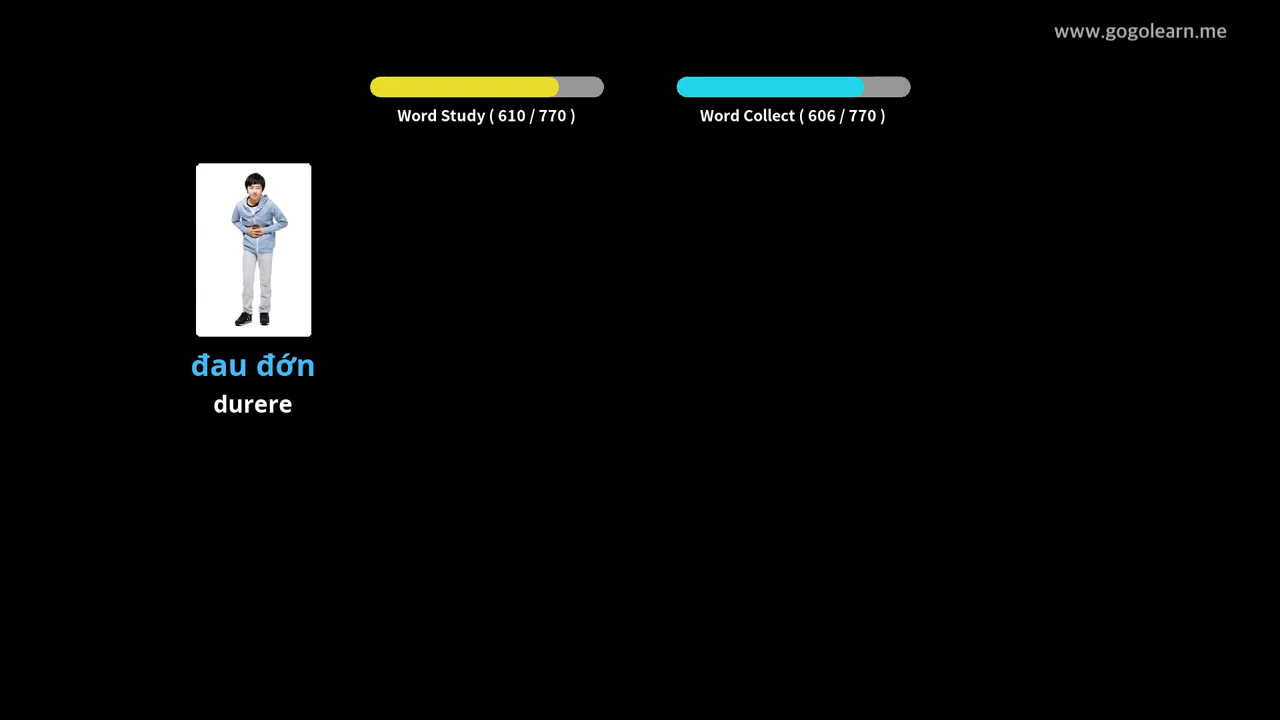 www.gogolearn.me
Word Study ( 610 / 770 )
Word Collect ( 606 / 770 )
đau đớn
durere